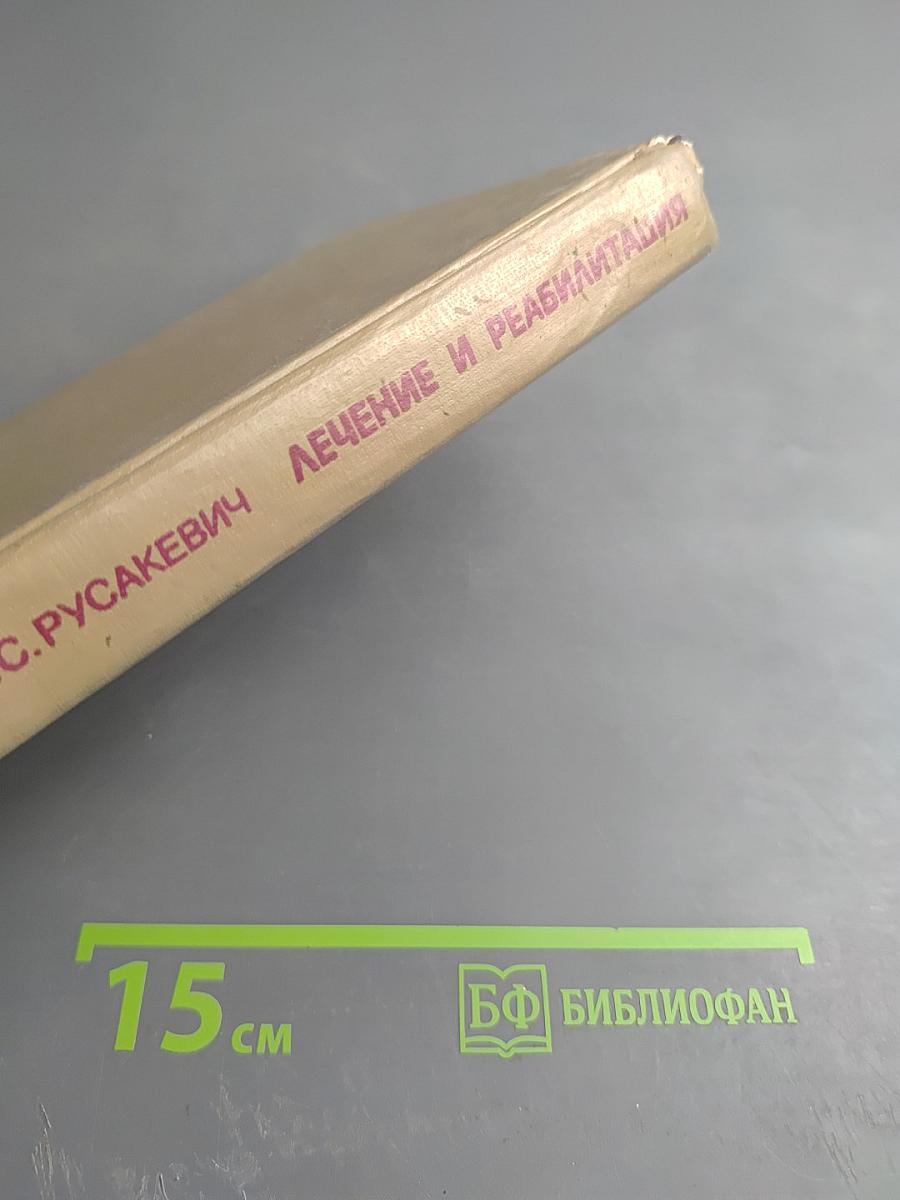 С. РУСАКЕВИЧ ЛЕЧЕНИЕ И РЕАБИЛИТАЦИЯ
15 см
БФ БИБЛИОФАН